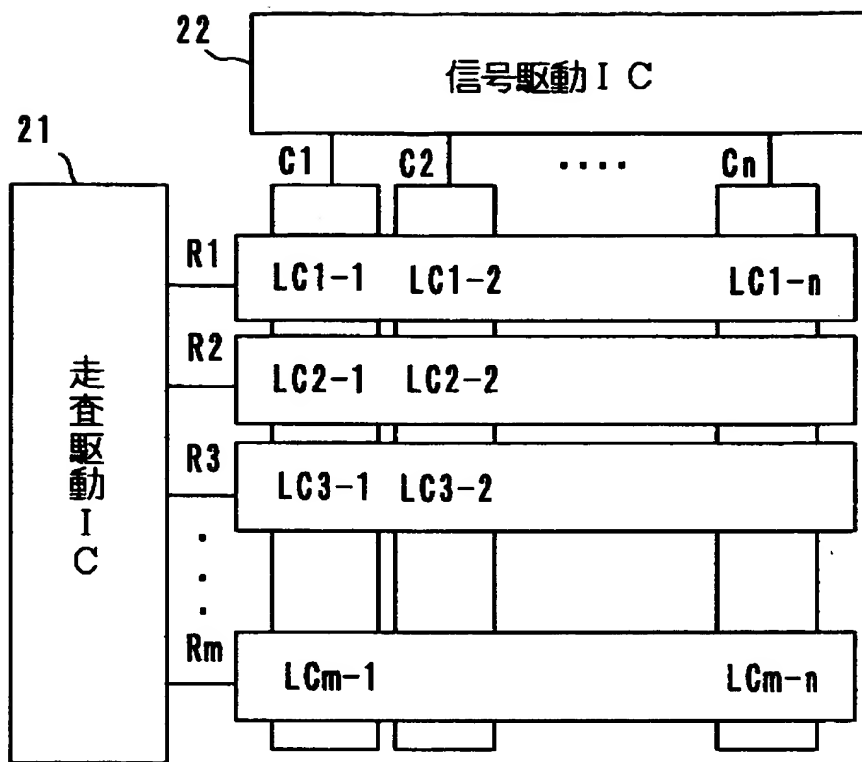 22
信号駆動IC
21
C1 C2 ････ Cn
R1 LC1-1 LC1-2 LC1-n
R2 LC2-1 LC2-2
走査駆動IC
R3 LC3-1 LC3-2
Rm LCm-1 LCm-n